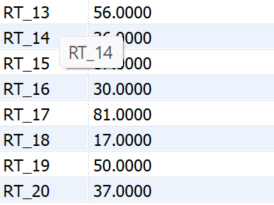 RT_13 56.0000
RT_14
RT_14
RT_15
RT_16 30.0000
RT_17 81.0000
RT_18 17.0000
RT_19 50.0000
RT_20 37.0000